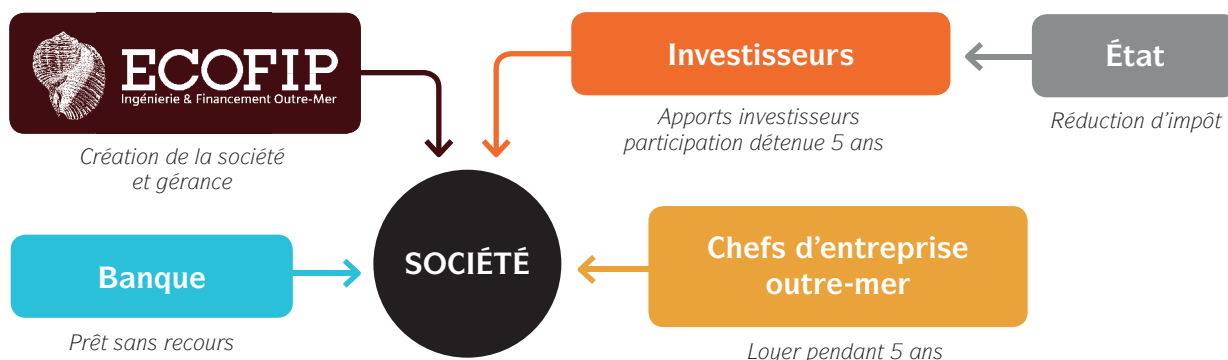 ECOFIP
Ingénierie & Financement Outre-Mer
Création de la société
et gérance
Investisseurs
Apports investisseurs
participation détenue 5 ans
État
Réduction d'impôt
Banque
Prêt sans recours
SOCIÉTÉ
Chefs d'entreprise
outre-mer
Louer pendant 5 ans